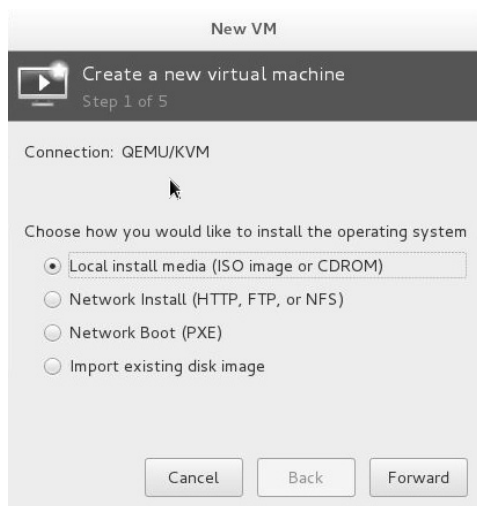 New VM
Create a new virtual machine
Step 1 of 5
Connection: QEMU/KVM
Choose how you would like to install the operating system
Local install media (ISO image or CDROM)
Network Install (HTTP, FTP, or NFS)
Network Boot (PXE)
Import existing disk image
Cancel Back Forward